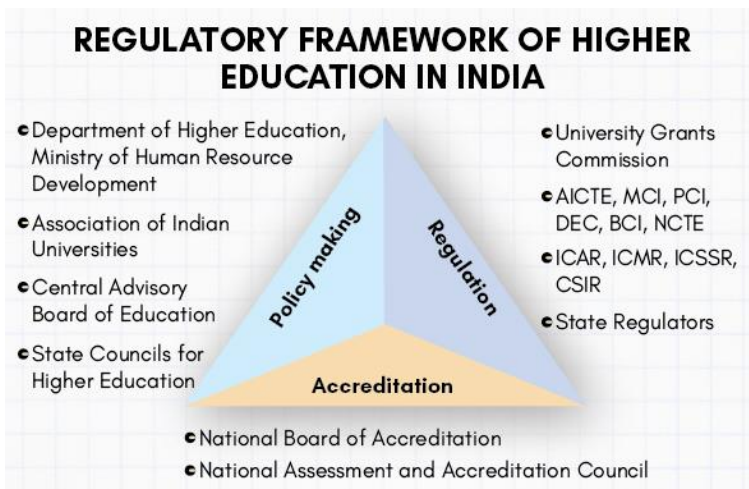 REGULATORY FRAMEWORK OF HIGHER
EDUCATION IN INDIA
Department of Higher Education,
Ministry of Human Resource
Development
Association of Indian
Universities
Central Advisory
Board of Education
State Councils for
Higher Education
Policy making
Regulation
Accreditation
University Grants
Commission
AICTE, MCI, PCI,
DEC, BCI, NCTE
ICAR, ICMR, ICSSR,
CSIR
State Regulators
National Board of Accreditation
National Assessment and Accreditation Council